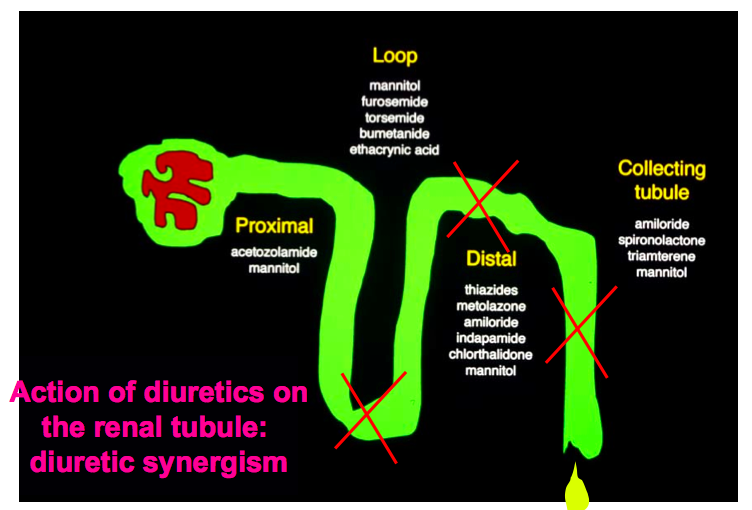 Loop
mannitol
furosemide
torsemide
bumetanide
ethacrynic acid
Proximal
acetozolamide
mannitol
Distal
thiazides
metolazone
amiloride
indapamide
chlorthalidone
mannitol
Collecting
tubule
amiloride
spironolactone
triamterene
mannitol
Action of diuretics on
the renal tubule:
diuretic synergism